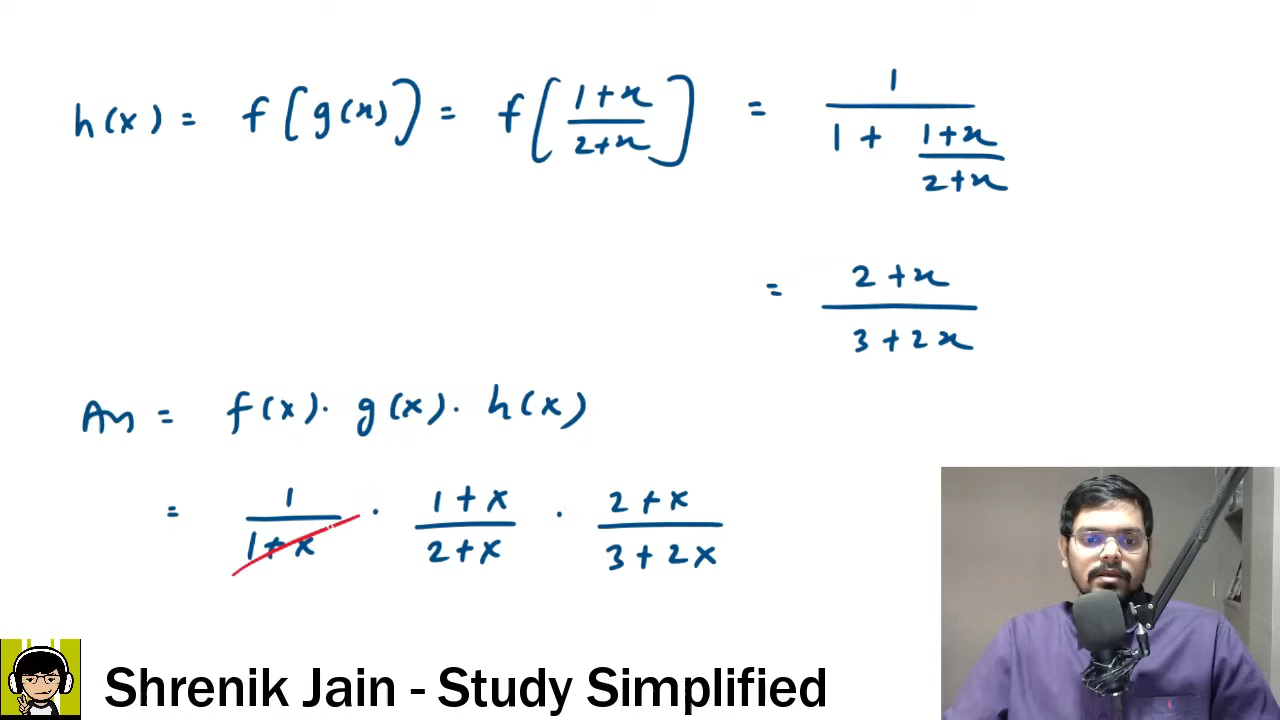 h(x) = f[g(x)] = f[(1+x)/(2+x)] = 1/(1 + (1+x)/(2+x))
= (2+x)/(3+2x)
An = f(x). g(x). h(x)
= 1/(1+x) . (1+x)/(2+x) . (2+x)/(3+2x)
Shrenik Jain - Study Simplified